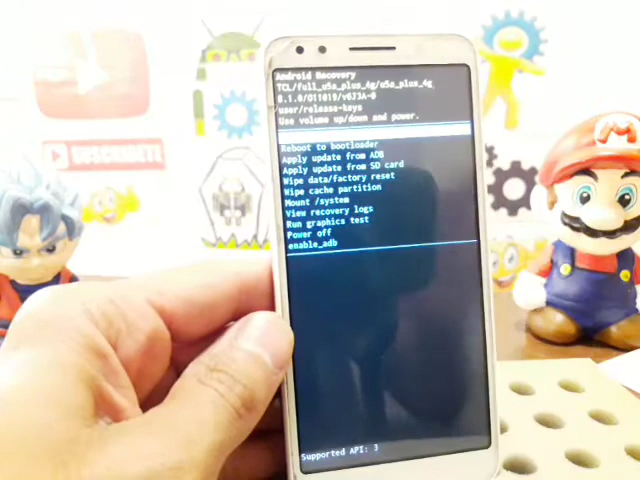 Android Recovery
TCL/full_u5a_plus_4g/u5a_plus_4g
8.1.0/O11019/v6J3A-0
user/release-keys
Use volume up/down and power.
Reboot to bootloader
Apply update from ADB
Apply update from SD card
Wipe data/factory reset
Wipe cache partition
Mount /system
View recovery logs
Run graphics test
Power off
enable_adb
Supported API: 3
SUSCRIBETE!
M